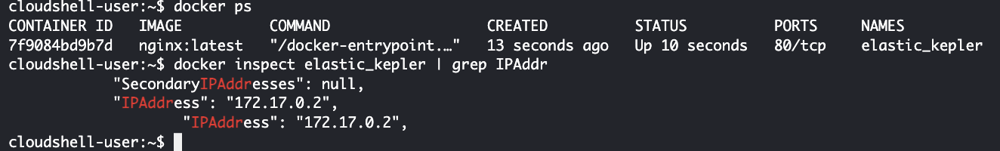 cloudshell-user:~$ docker ps
CONTAINER ID   IMAGE          COMMAND                  CREATED          STATUS          PORTS     NAMES
7f9084bd9b7d   nginx:latest   "/docker-entrypoint.…"   13 seconds ago   Up 10 seconds   80/tcp    elastic_kepler
cloudshell-user:~$ docker inspect elastic_kepler | grep IPAddr
            "SecondaryIPAddresses": null,
            "IPAddress": "172.17.0.2",
                    "IPAddress": "172.17.0.2",
cloudshell-user:~$